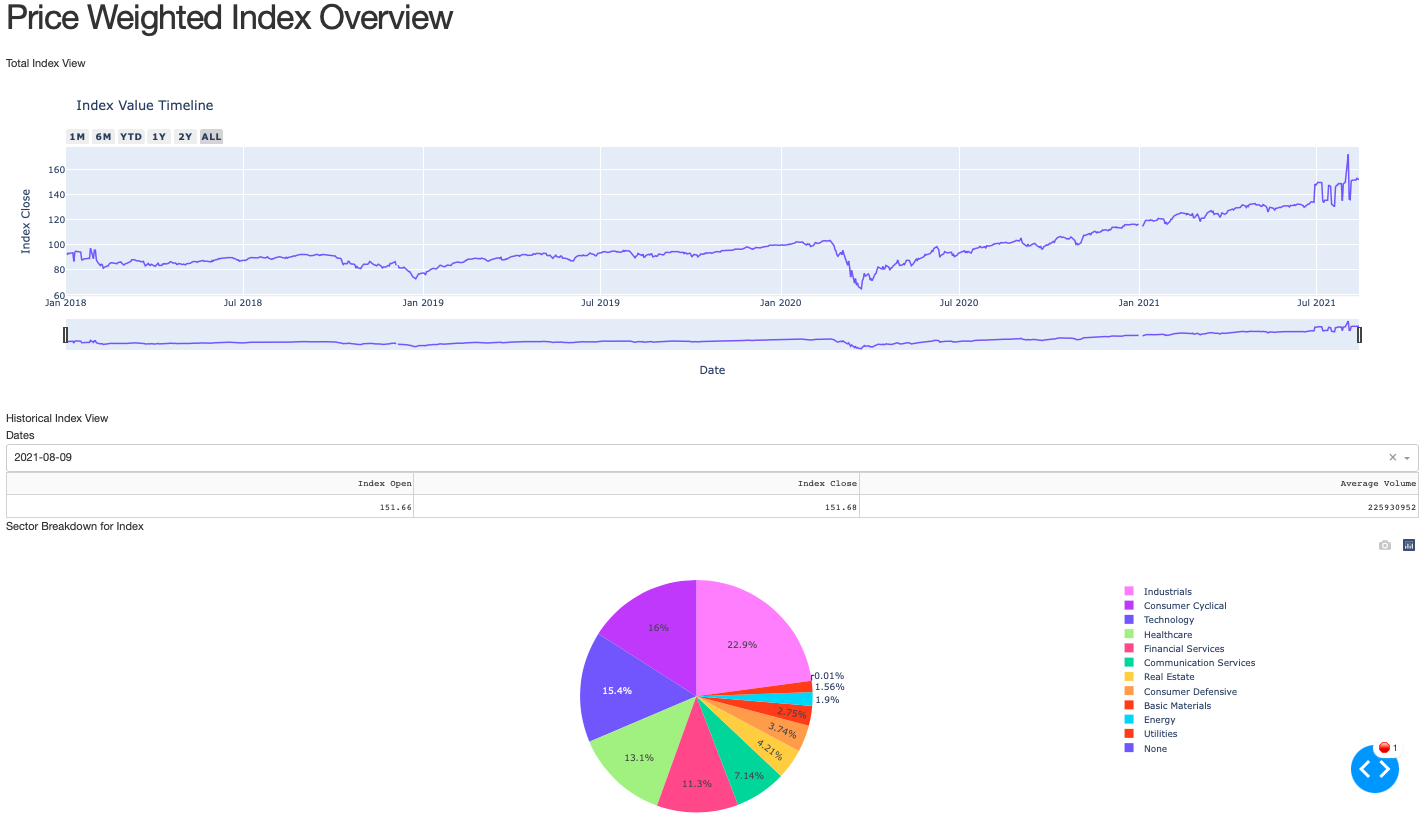 Price Weighted Index Overview
Total Index View
Index Value Timeline
1M 6M YTD 1Y 2Y ALL
Index Close
160
140
120
100
80
60
Jan 2018 Jul 2018 Jan 2019 Jul 2019 Jan 2020 Jul 2020 Jan 2021 Jul 2021
Date
Historical Index View
Dates
2021-08-09
Index Open Index Close Average Volume
151.66 151.68 225930952
Sector Breakdown for Index
22.9%
0.01%
1.56%
1.9%
2.75%
3.74%
4.21%
7.14%
11.3%
13.1%
15.4%
16%
Industrials
Consumer Cyclical
Technology
Healthcare
Financial Services
Communication Services
Real Estate
Consumer Defensive
Basic Materials
Energy
Utilities
None
1